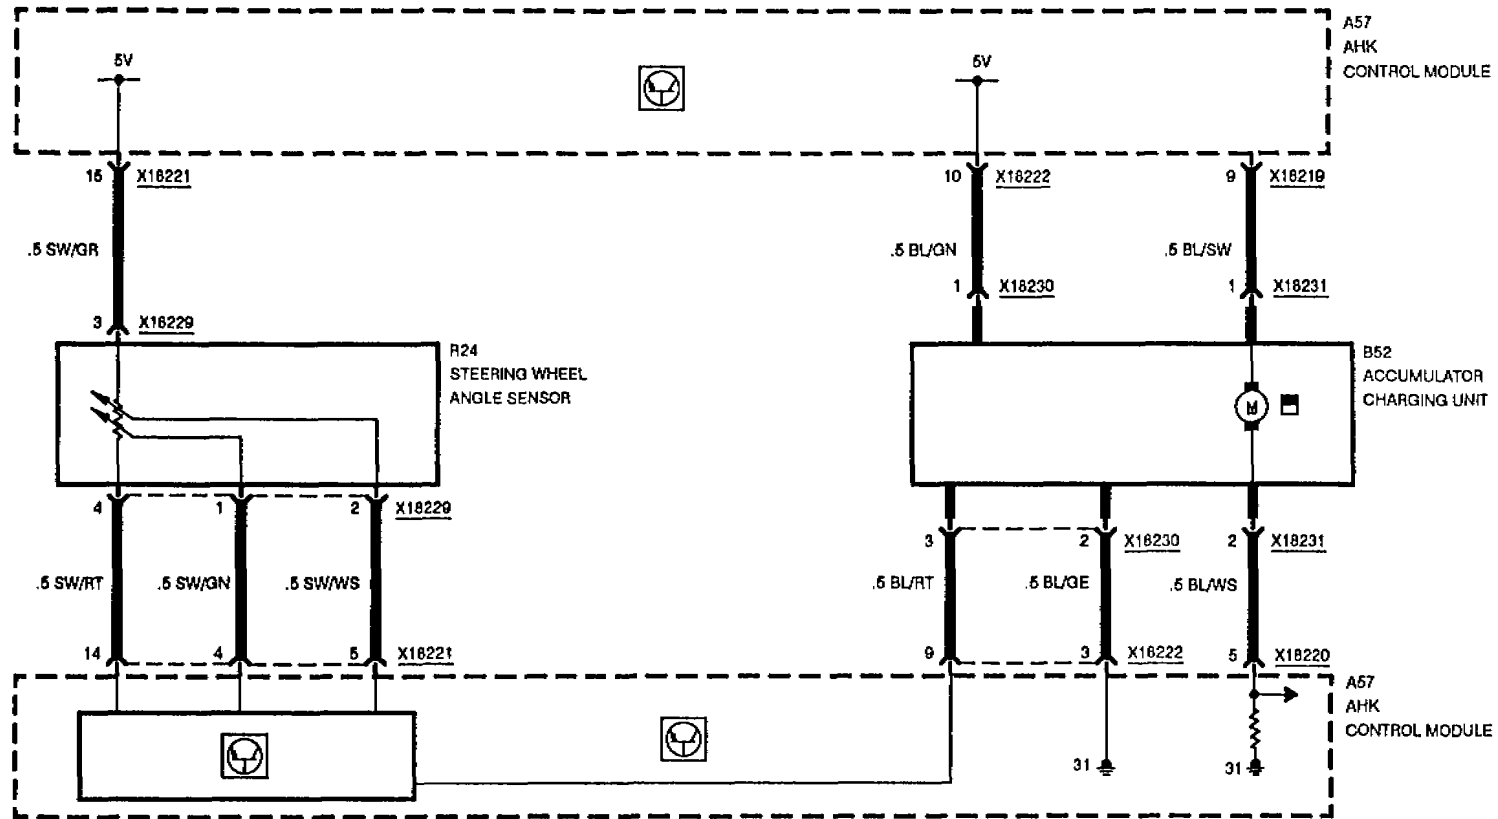 A57
AHK
CONTROL MODULE
5V
5V
15 X18221
10 X18222
9 X18219
.5 SW/GR
.5 BL/GN
.5 BL/SW
1 X18230
1 X18231
3 X18229
R24
STEERING WHEEL
ANGLE SENSOR
B52
ACCUMULATOR
CHARGING UNIT
M
4 1 2 X18229
3 2 X18230
2 X18231
.5 SW/RT
.5 SW/GN
.5 SW/WS
.5 BL/RT
.5 BL/GE
.5 BL/WS
14 4 5 X18221
9 3 X18222
5 X18220
A57
AHK
CONTROL MODULE
31
31